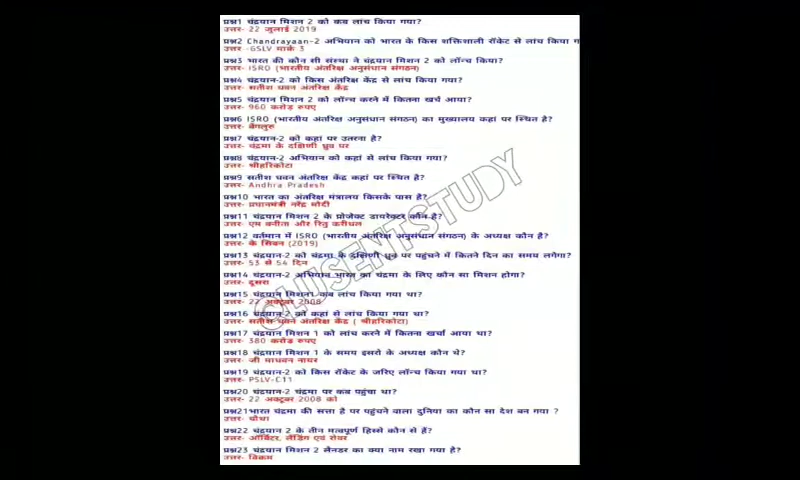 प्रश्न1 चंद्रयान मिशन 2 को कब लांच किया गया?
उत्तर- 22 जुलाई 2019
प्रश्न2 Chandrayaan-2 अभियान को भारत के किस शक्तिशाली रॉकेट से लांच किया ग
उत्तर -GSLV मार्क 3
प्रश्न3 भारत की कौन सी संस्था ने चंद्रयान मिशन 2 को लॉन्च किया?
उत्तर- ISRO (भारतीय अंतरिक्ष अनुसंधान संगठन)
प्रश्न4 चंद्रयान-2 को किस अंतरिक्ष केंद्र से लांच किया गया?
उत्तर- सतीश धवन अंतरिक्ष केंद्र
प्रश्न5 चंद्रयान मिशन 2 को लॉन्च करने में कितना खर्च आया?
उत्तर- 960 करोड़ रुपए
प्रश्न6 ISRO (भारतीय अंतरिक्ष अनुसंधान संगठन) का मुख्यालय कहां पर स्थित है?
उत्तर- बेंगलुरु
प्रश्न7 चंद्रयान-2 को कहां पर उतरना है?
उत्तर- चंद्रमा के दक्षिणी ध्रुव पर
प्रश्न8 चंद्रयान-2 अभियान को कहां से लांच किया गया?
उत्तर- श्रीहरिकोटा
प्रश्न9 सतीश धवन अंतरिक्ष केंद्र कहां पर स्थित है?
उत्तर- Andhra Pradesh
प्रश्न10 भारत का अंतरिक्ष मंत्रालय किसके पास है?
उत्तर- प्रधानमंत्री नरेंद्र मोदी
प्रश्न11 चंद्रयान मिशन 2 के प्रोजेक्ट डायरेक्टर कौन है?
उत्तर- एम वनीता और रितु करीधल
प्रश्न12 वर्तमान में ISRO (भारतीय अंतरिक्ष अनुसंधान संगठन) के अध्यक्ष कौन है?
उत्तर- के सिवन (2019)
प्रश्न13 चंद्रयान-2 को चंद्रमा के दक्षिणी ध्रुव पर पहुंचने में कितने दिन का समय लगेगा?
उत्तर- 53 से 54 दिन
प्रश्न14 चंद्रयान-2 अभियान भारत का चंद्रमा के लिए कौन सा मिशन होगा?
उत्तर- दूसरा
प्रश्न15 चंद्रयान मिशन1 कब लांच किया गया था?
उत्तर- 22 अक्टूबर 2008
प्रश्न16 चंद्रयान-2 को कहां से लांच किया गया था?
उत्तर- सतीश धवन अंतरिक्ष केंद्र ( श्रीहरिकोटा)
प्रश्न17 चंद्रयान मिशन 1 को लांच करने में कितना खर्चा आया था?
उत्तर- 380 करोड़ रुपए
प्रश्न18 चंद्रयान मिशन 1 के समय इसरो के अध्यक्ष कौन थे?
उत्तर- जी माधवन नायर
प्रश्न19 चंद्रयान-2 को किस रॉकेट के जरिए लॉन्च किया गया था?
उत्तर- PSLV-C11
प्रश्न20 चंद्रयान-2 चंद्रमा पर कब पहुंचा था?
उत्तर- 22 अक्टूबर 2008 को
प्रश्न21भारत चंद्रमा की सत्ता है पर पहुंचने वाला दुनिया का कौन सा देश बन गया ?
उत्तर- चौथा
प्रश्न22 चंद्रयान 2 के तीन मत्वपूर्ण हिस्से कौन से हैं?
उत्तर- ऑर्बिटर, लैंडिंग एवं रोवर
प्रश्न23 चंद्रयान मिशन 2 लैनडर का क्या नाम रखा गया है?
उत्तर- विक्रम